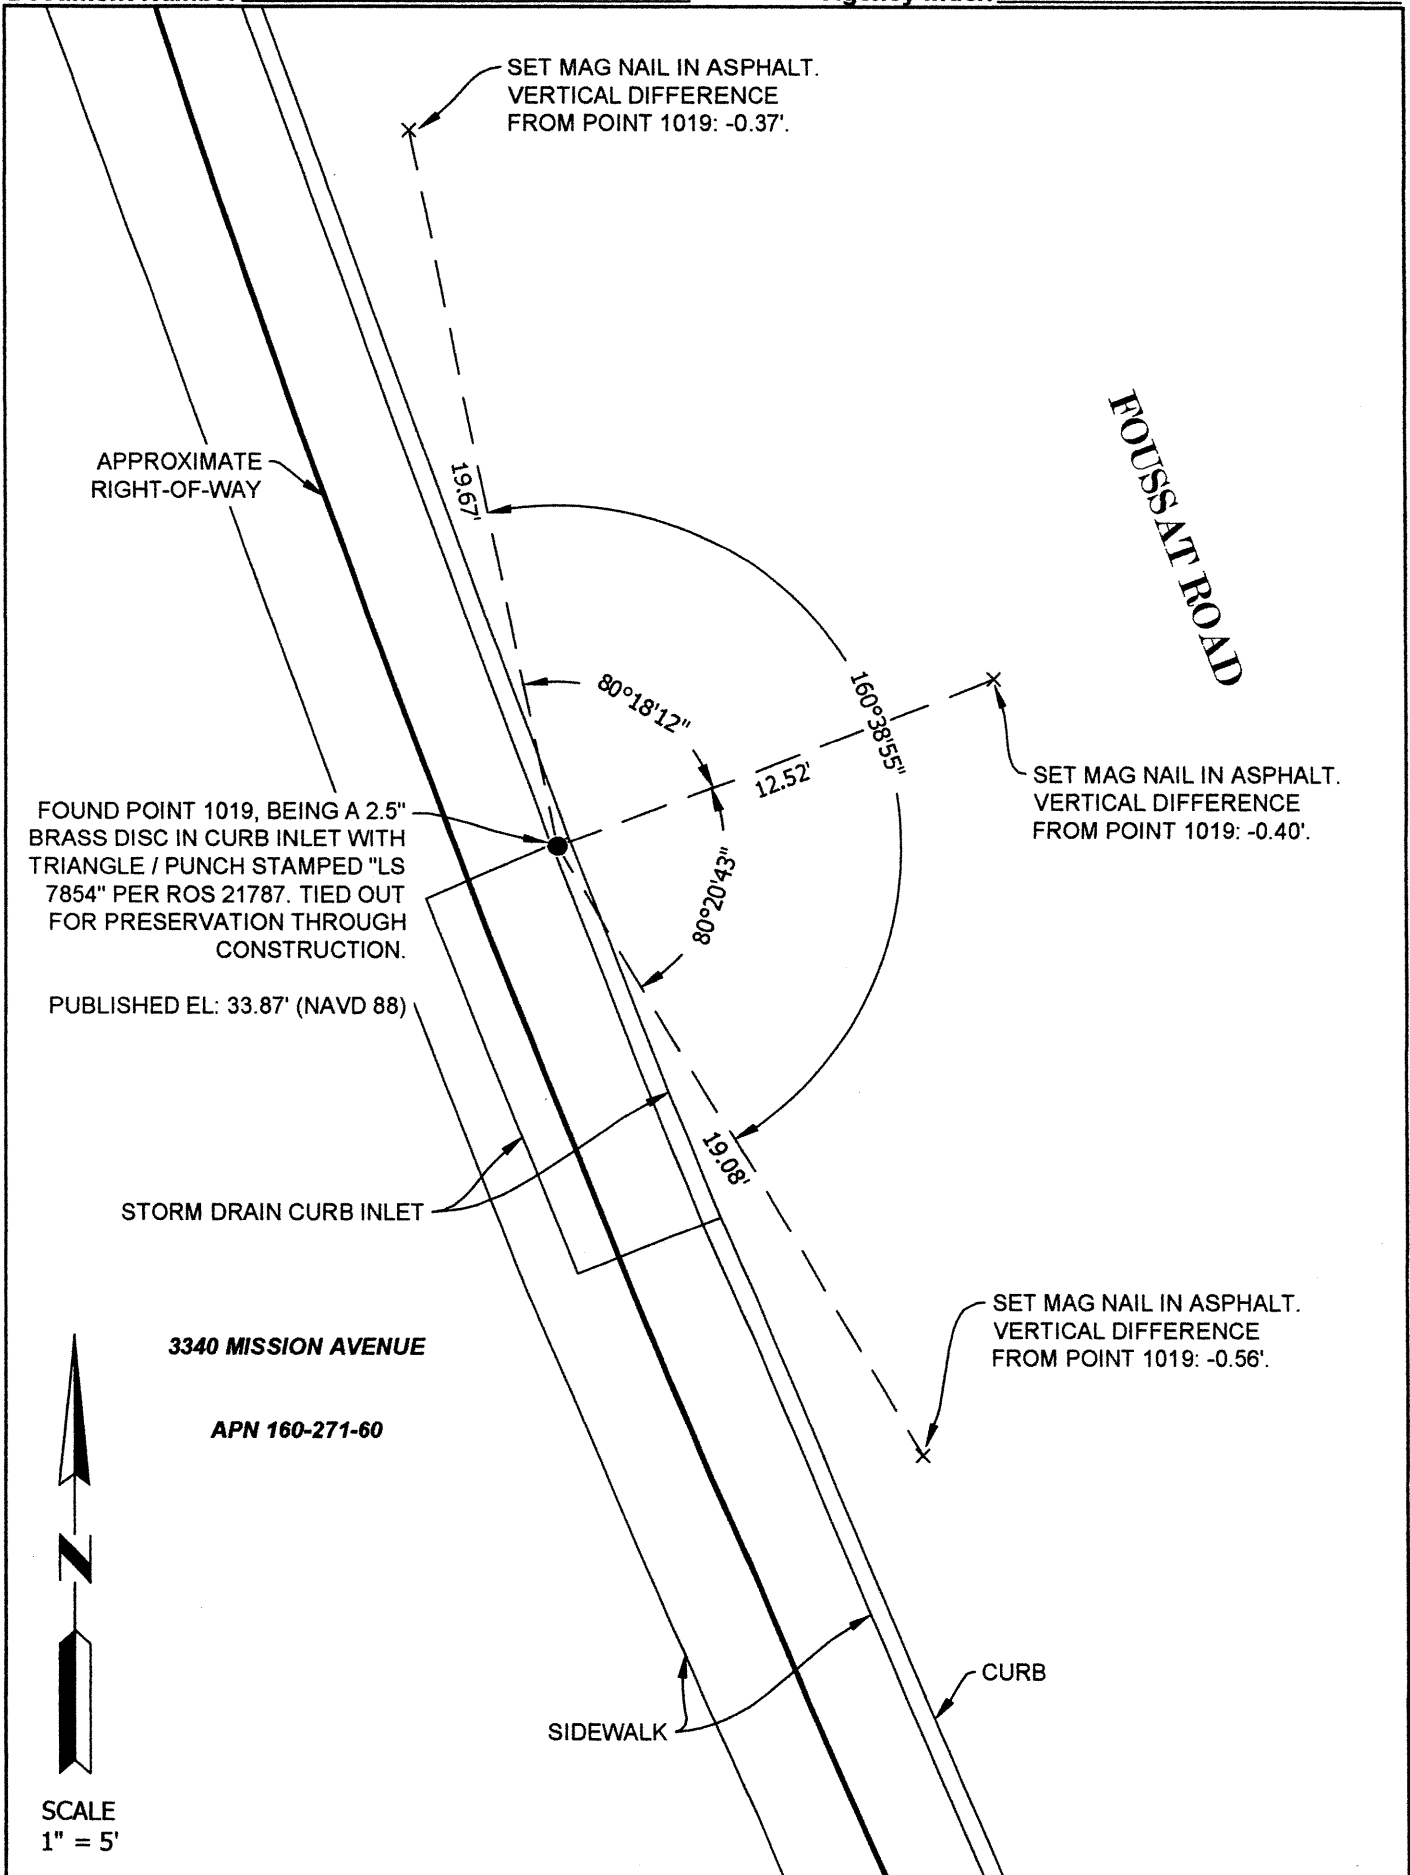 SET MAG NAIL IN ASPHALT.
VERTICAL DIFFERENCE
FROM POINT 1019: -0.37'.
FOUSSAT ROAD
APPROXIMATE
RIGHT-OF-WAY
19.67'
80°18'12"
160°38'55"
12.52'
80°20'43"
19.08'
SET MAG NAIL IN ASPHALT.
VERTICAL DIFFERENCE
FROM POINT 1019: -0.40'.
FOUND POINT 1019, BEING A 2.5"
BRASS DISC IN CURB INLET WITH
TRIANGLE / PUNCH STAMPED "LS
7854" PER ROS 21787. TIED OUT
FOR PRESERVATION THROUGH
CONSTRUCTION.
PUBLISHED EL: 33.87' (NAVD 88)
STORM DRAIN CURB INLET
SET MAG NAIL IN ASPHALT.
VERTICAL DIFFERENCE
FROM POINT 1019: -0.56'.
3340 MISSION AVENUE
APN 160-271-60
N
CURB
SIDEWALK
SCALE
1" = 5'